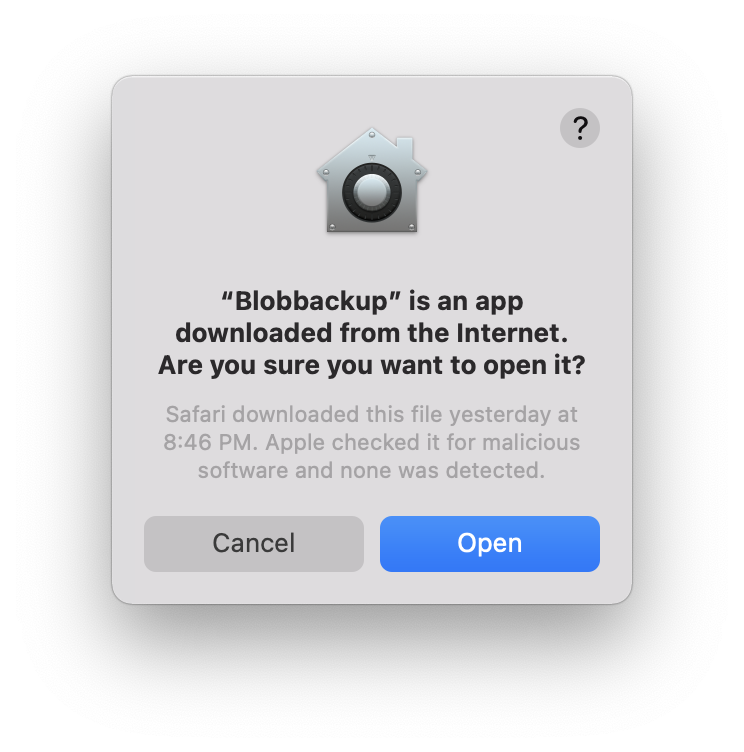 ?
“Blobbackup” is an app
downloaded from the Internet.
Are you sure you want to open it?
Safari downloaded this file yesterday at
8:46 PM. Apple checked it for malicious
software and none was detected.
Cancel
Open